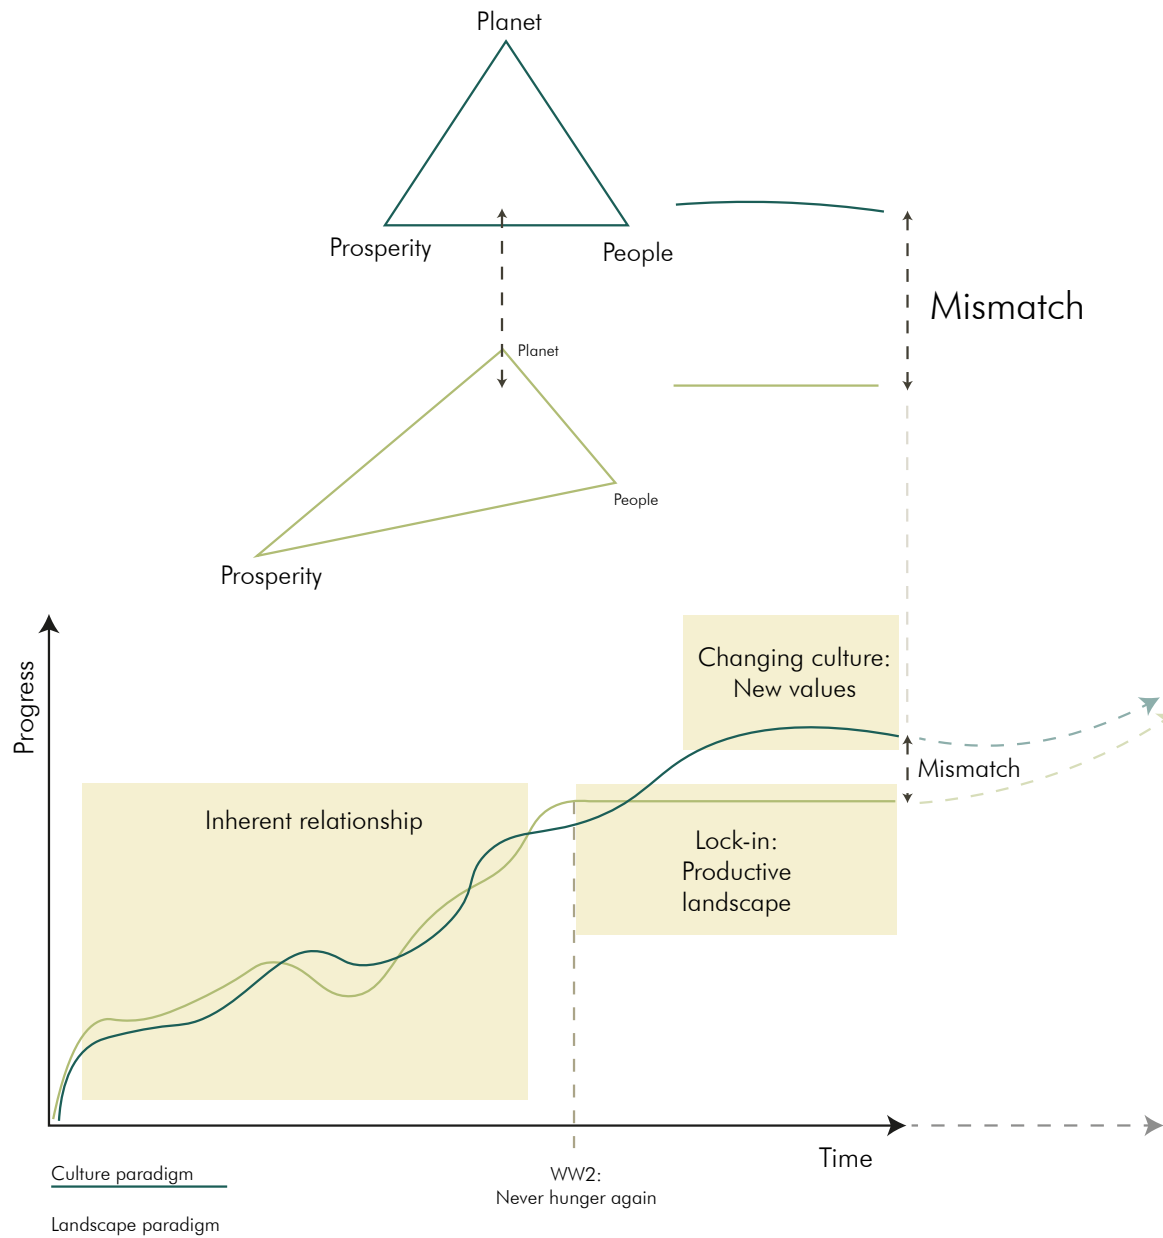 Planet
Prosperity
People
Mismatch
Planet
People
Prosperity
Progress
Changing culture:
New values
Mismatch
Inherent relationship
Lock-in:
Productive
landscape
Time
WW2:
Never hunger again
Culture paradigm
Landscape paradigm